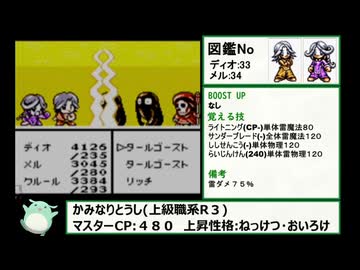 図鑑No
ディオ:33
メル:34
BOOST UP
なし
覚える技
ライトニング(CP-)単体雷魔法80
サンダーブレード(-)全体雷魔法120
ししせんこう(-)単体物理120
らいじんけん(240)単体雷物理120
備考
雷ダメ75%
ディオ 4126
/235
メル 3045
/286
クルール 3384
/293
タールゴースト
タールゴースト
リッチ
かみなりとうし(上級職系R3)
マスターCP:480 上昇性格:ねっけつ・おいろけ